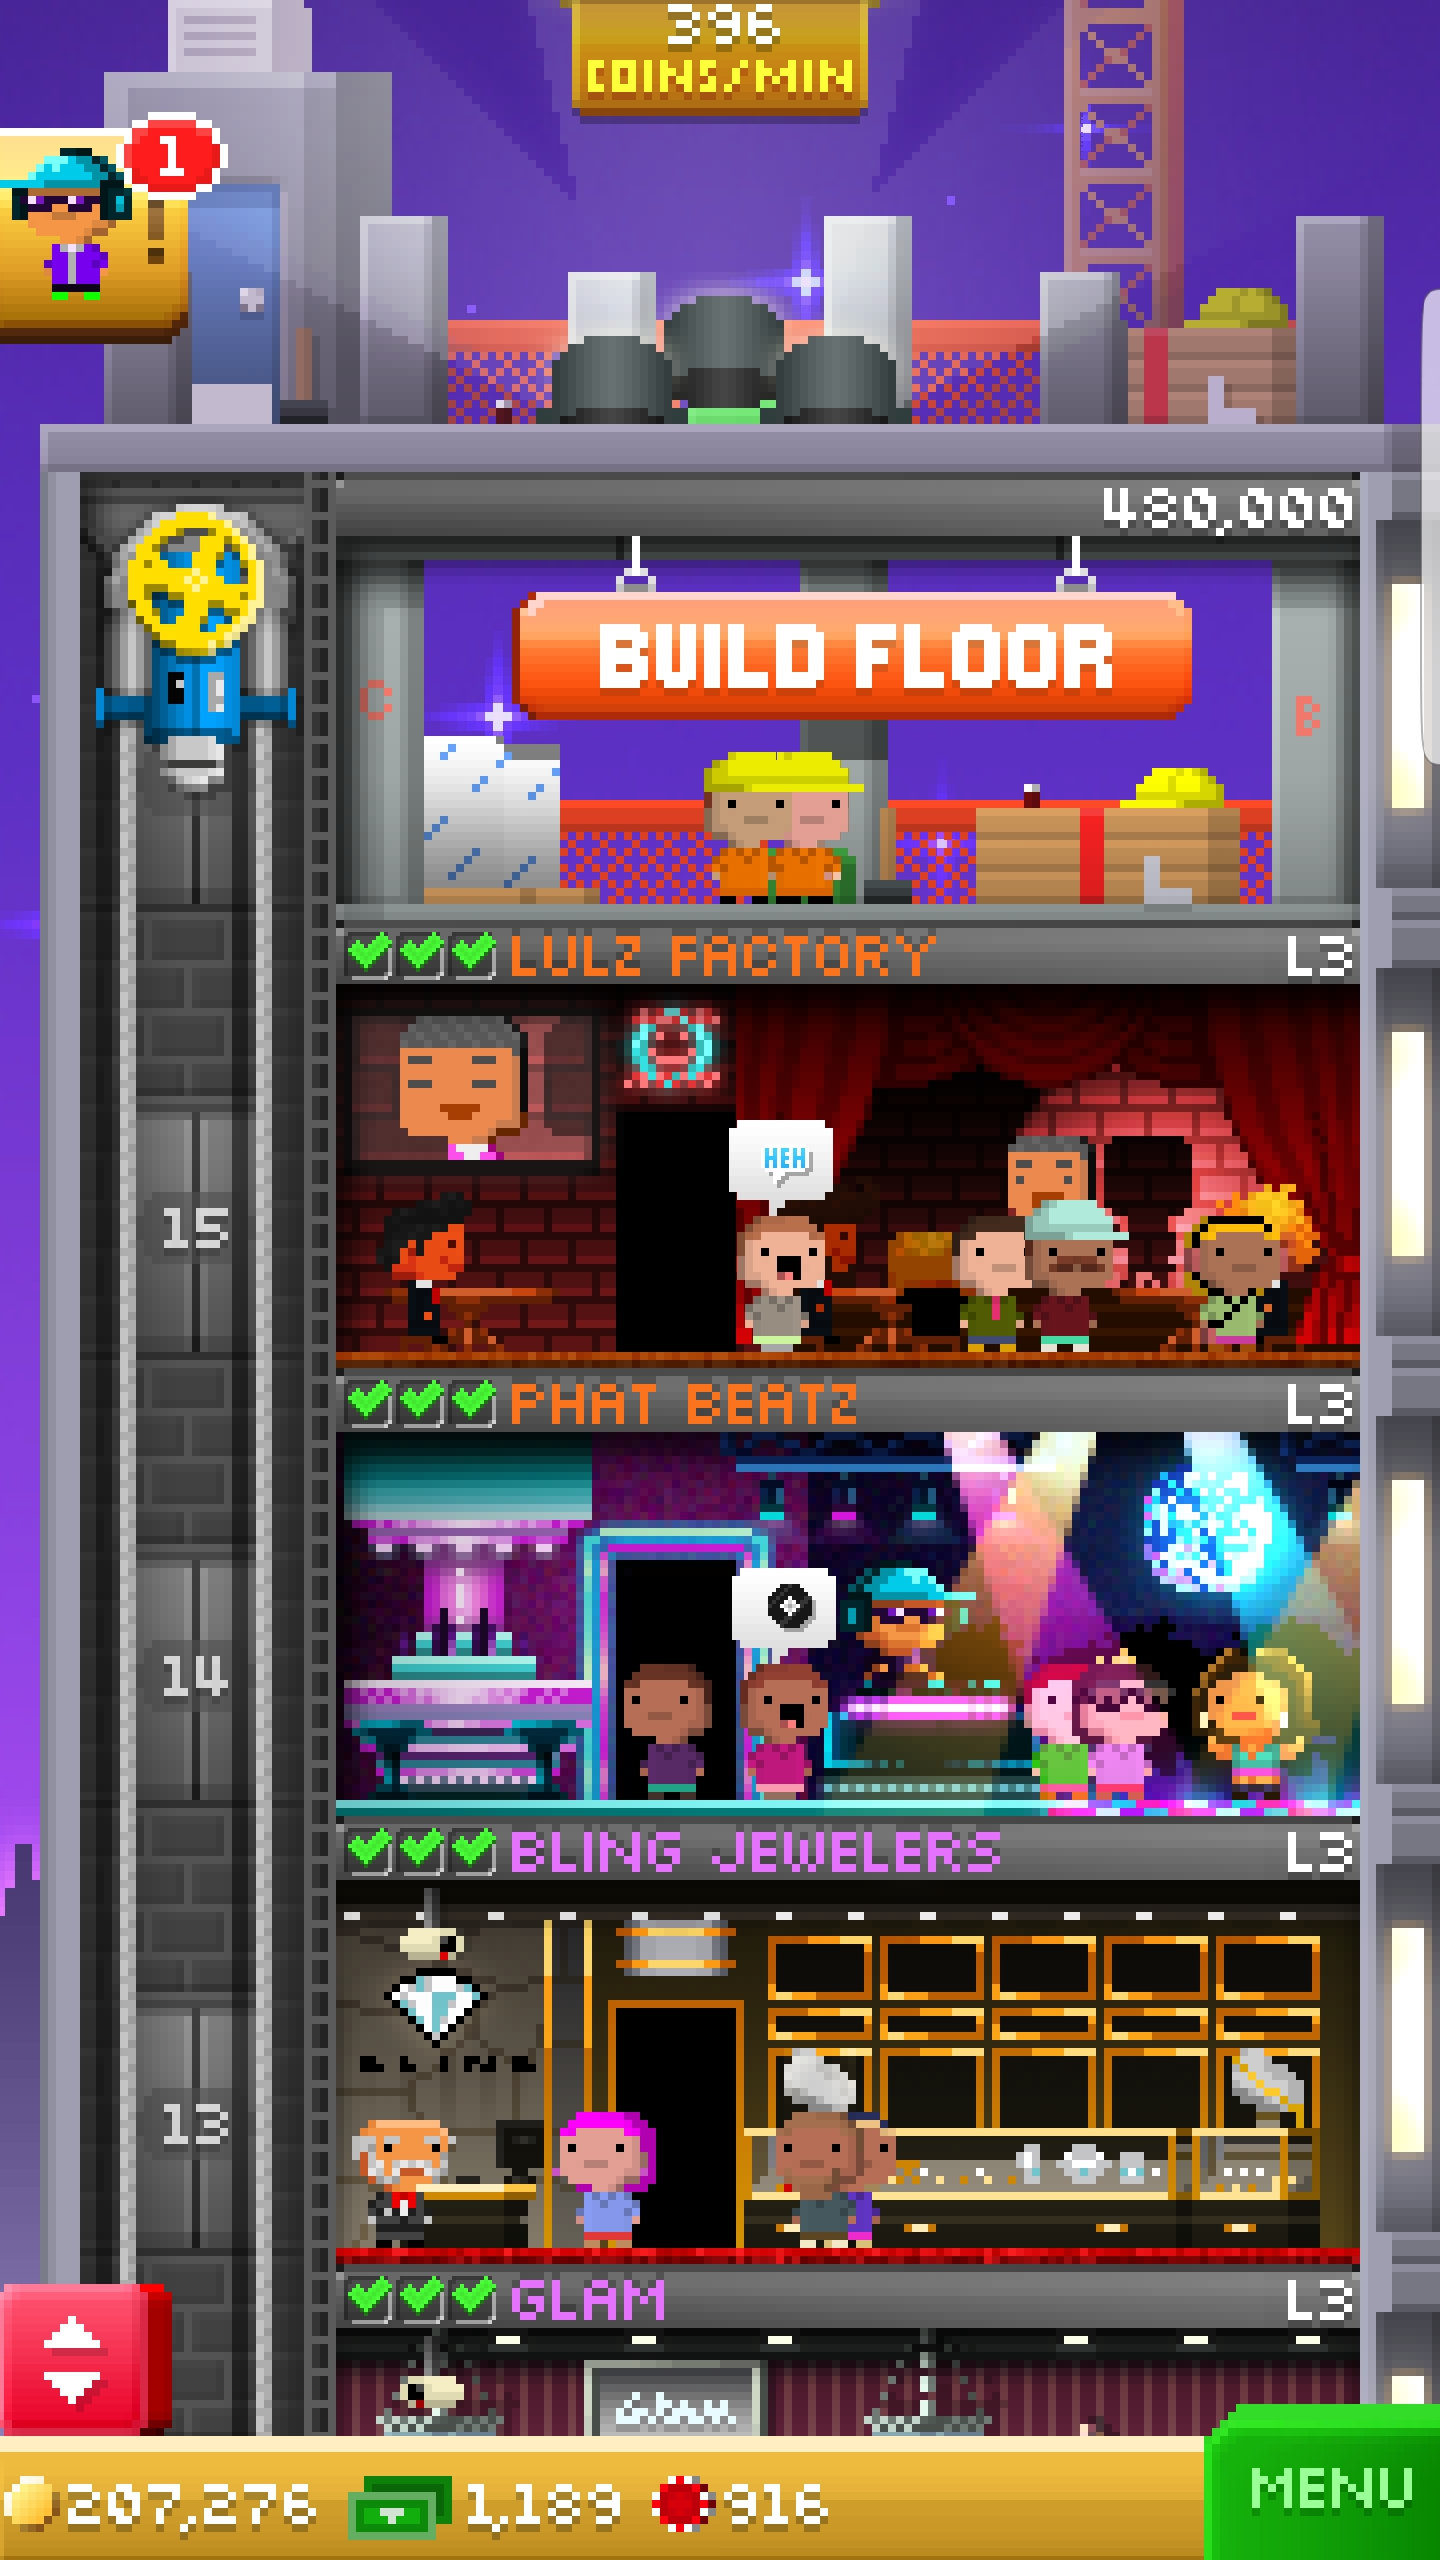 396
COINS/MIN
1
480,000
BUILD FLOOR
C
B
LULZ FACTORY
L3
HEH
15
PHAT BEATZ
L3
14
BLING JEWELERS
L3
BLING
13
GLAM
L3
Glam
207,276
1,189
916
MENU